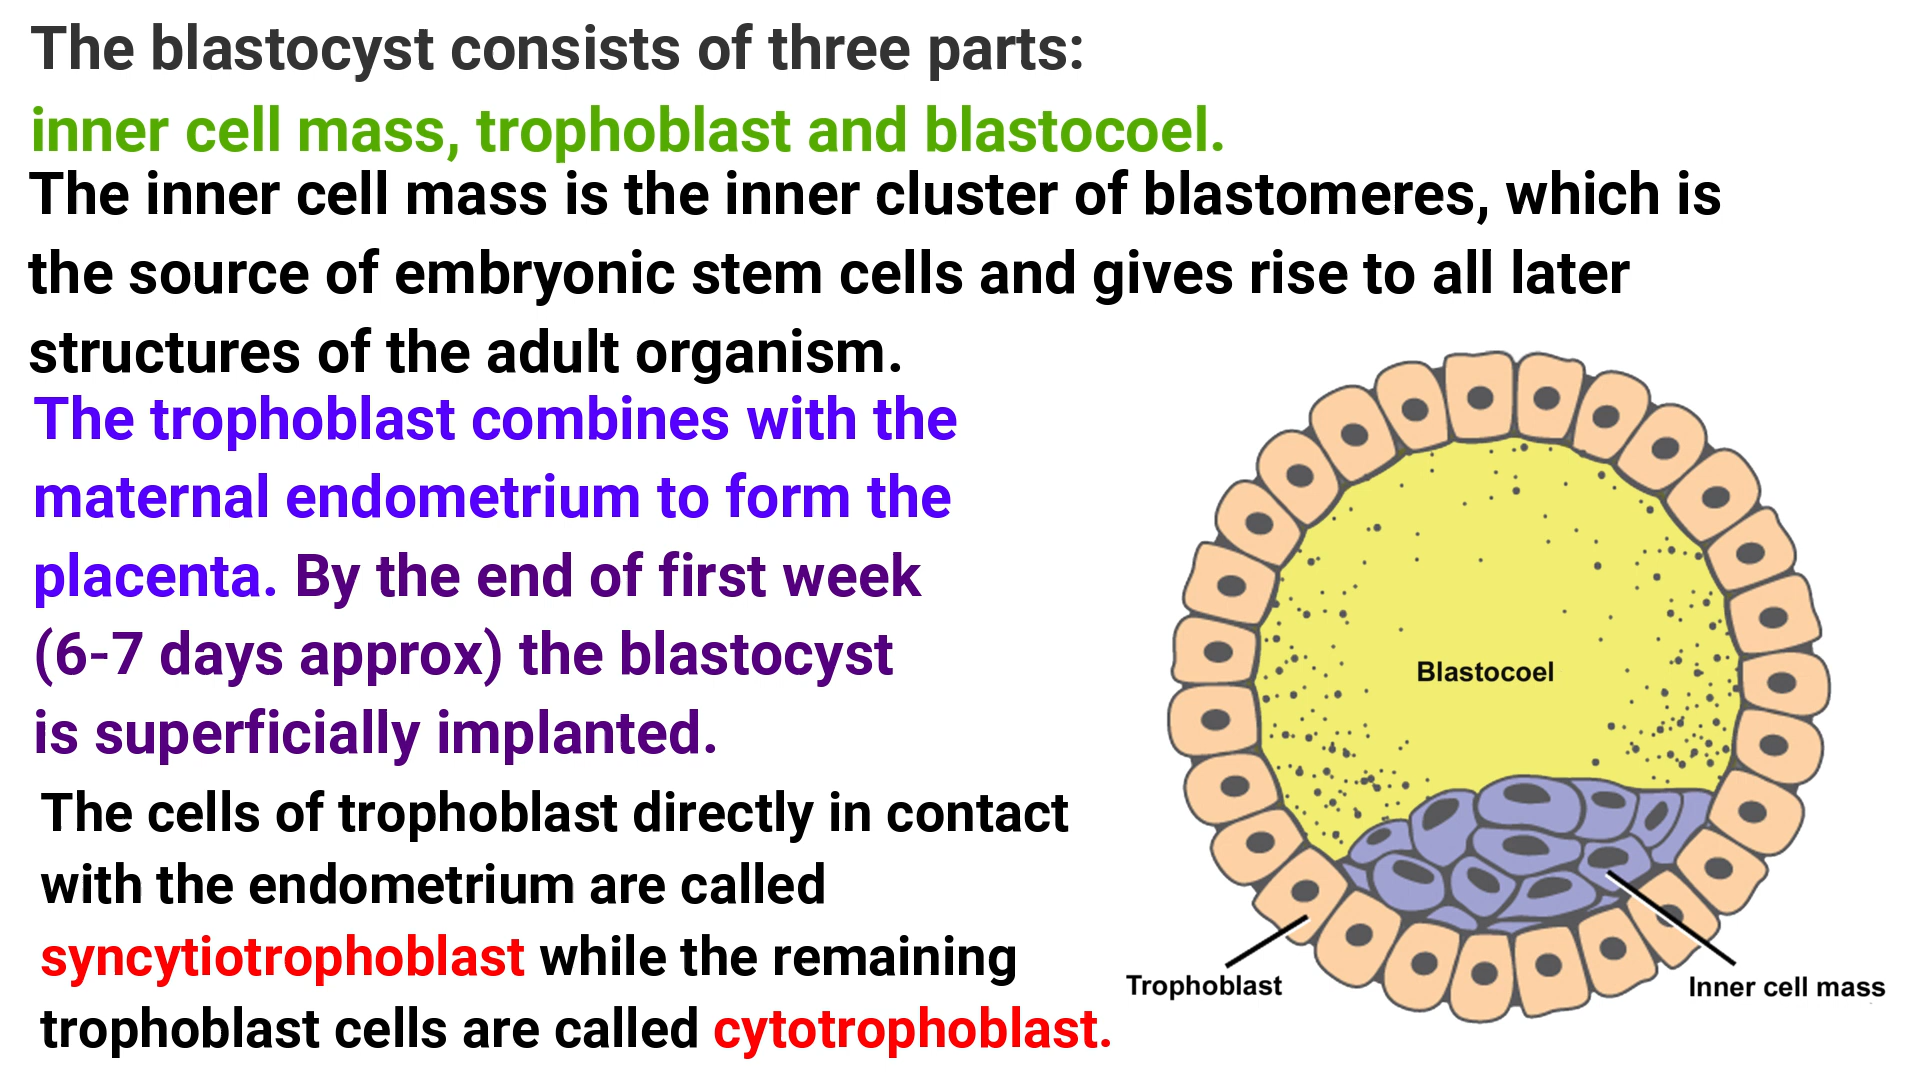 The blastocyst consists of three parts:
inner cell mass, trophoblast and blastocoel.
The inner cell mass is the inner cluster of blastomeres, which is
the source of embryonic stem cells and gives rise to all later
structures of the adult organism.
The trophoblast combines with the
maternal endometrium to form the
placenta. By the end of first week
(6-7 days approx) the blastocyst
is superficially implanted.
The cells of trophoblast directly in contact
with the endometrium are called
syncytiotrophoblast while the remaining
trophoblast cells are called cytotrophoblast.
Blastocoel
Trophoblast
Inner cell mass